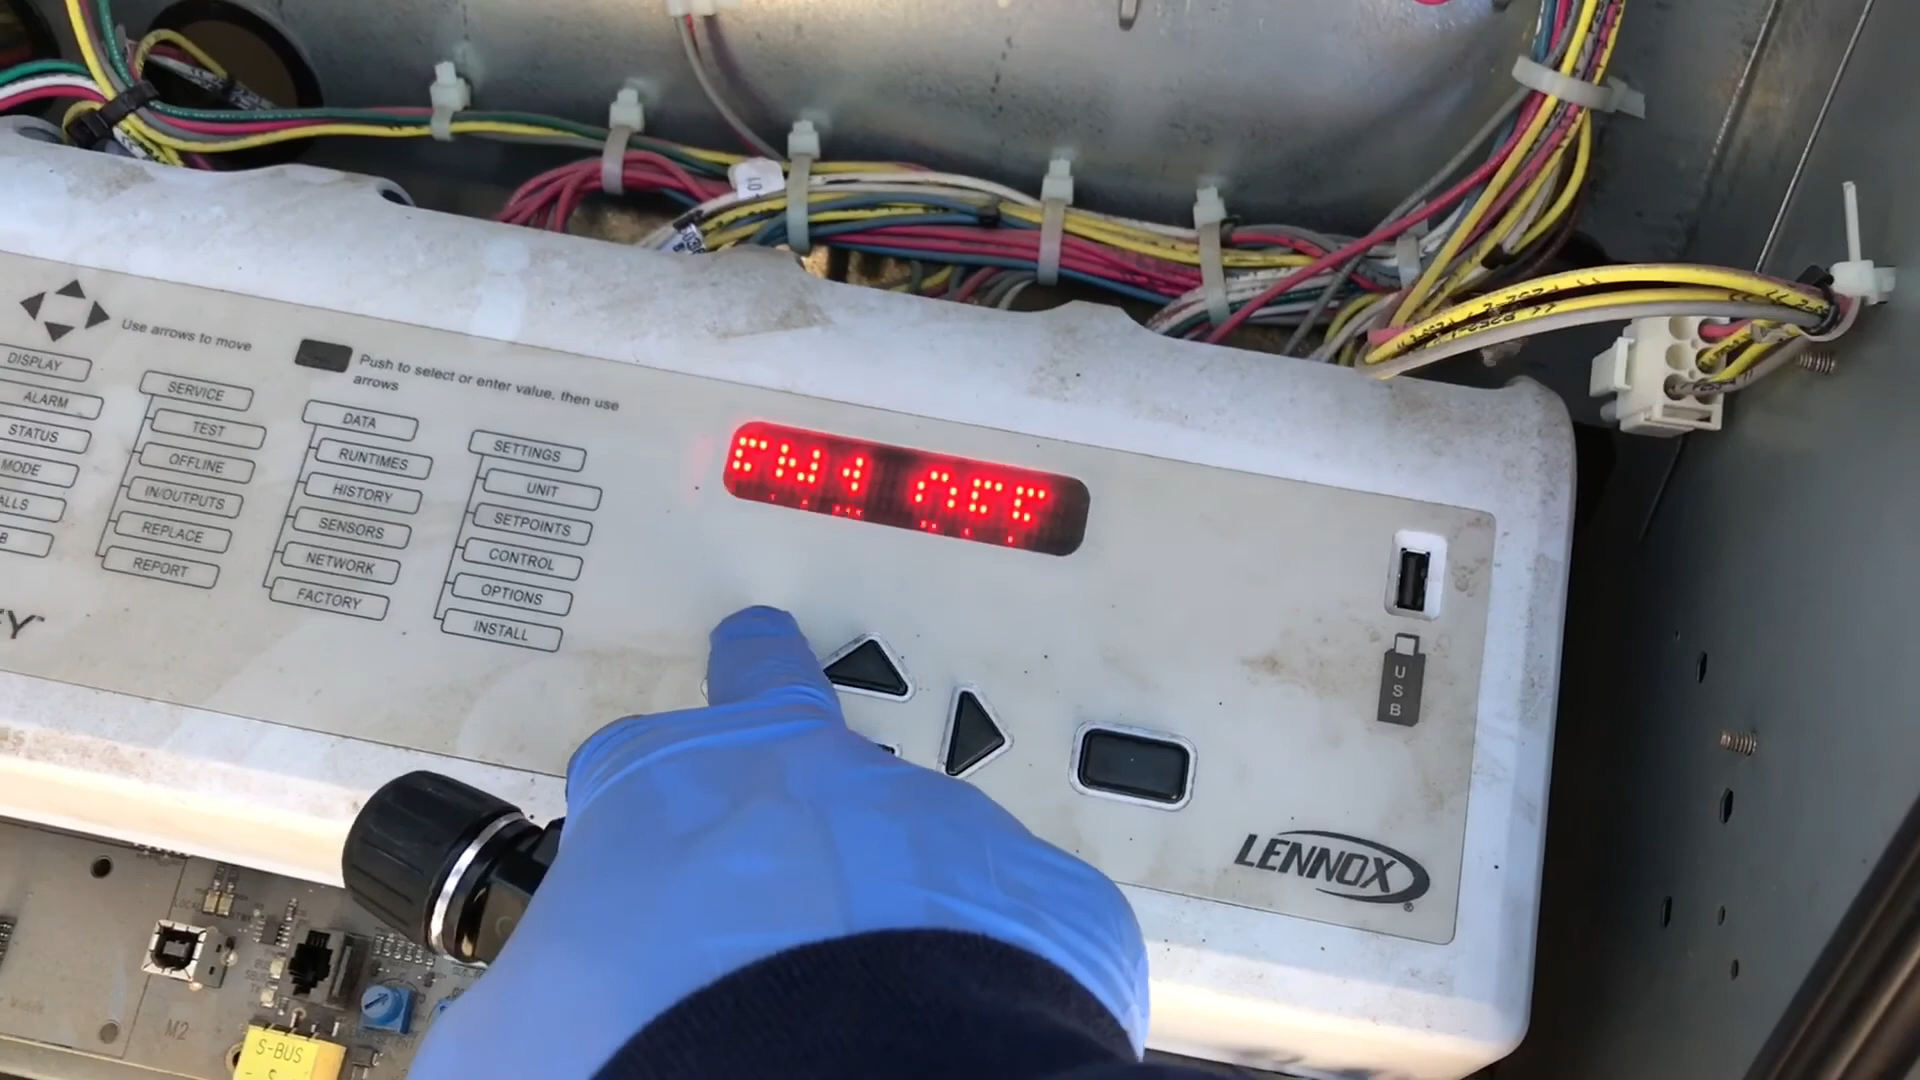 Use arrows to move
Push to select or enter value, then use
arrows
DISPLAY
ALARM
STATUS
MODE
SERVICE
TEST
OFFLINE
IN/OUTPUTS
REPLACE
REPORT
DATA
RUNTIMES
HISTORY
SENSORS
NETWORK
FACTORY
SETTINGS
UNIT
SETPOINTS
CONTROL
OPTIONS
INSTALL
USB
LENNOX
M2
S-BUS